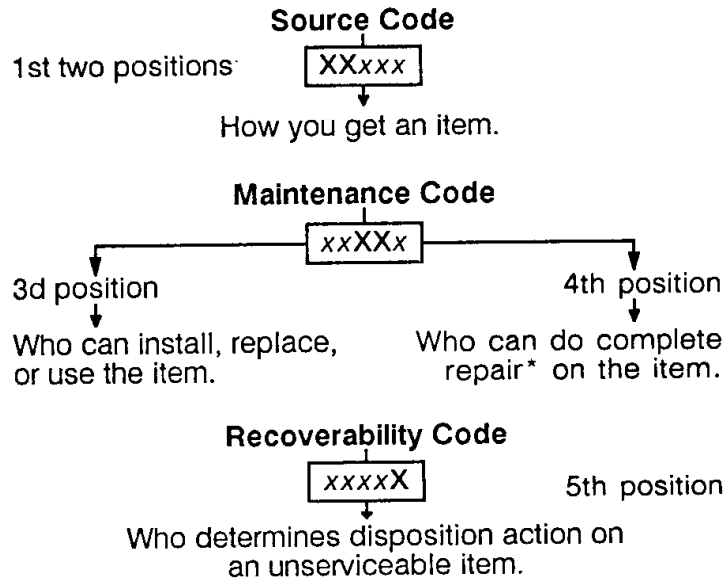 Source Code
1st two positions
XXxxx
How you get an item.
Maintenance Code
xxXXx
3d position
4th position
Who can install, replace,
or use the item.
Who can do complete
repair* on the item.
Recoverability Code
xxxxX
5th position
Who determines disposition action on
an unserviceable item.